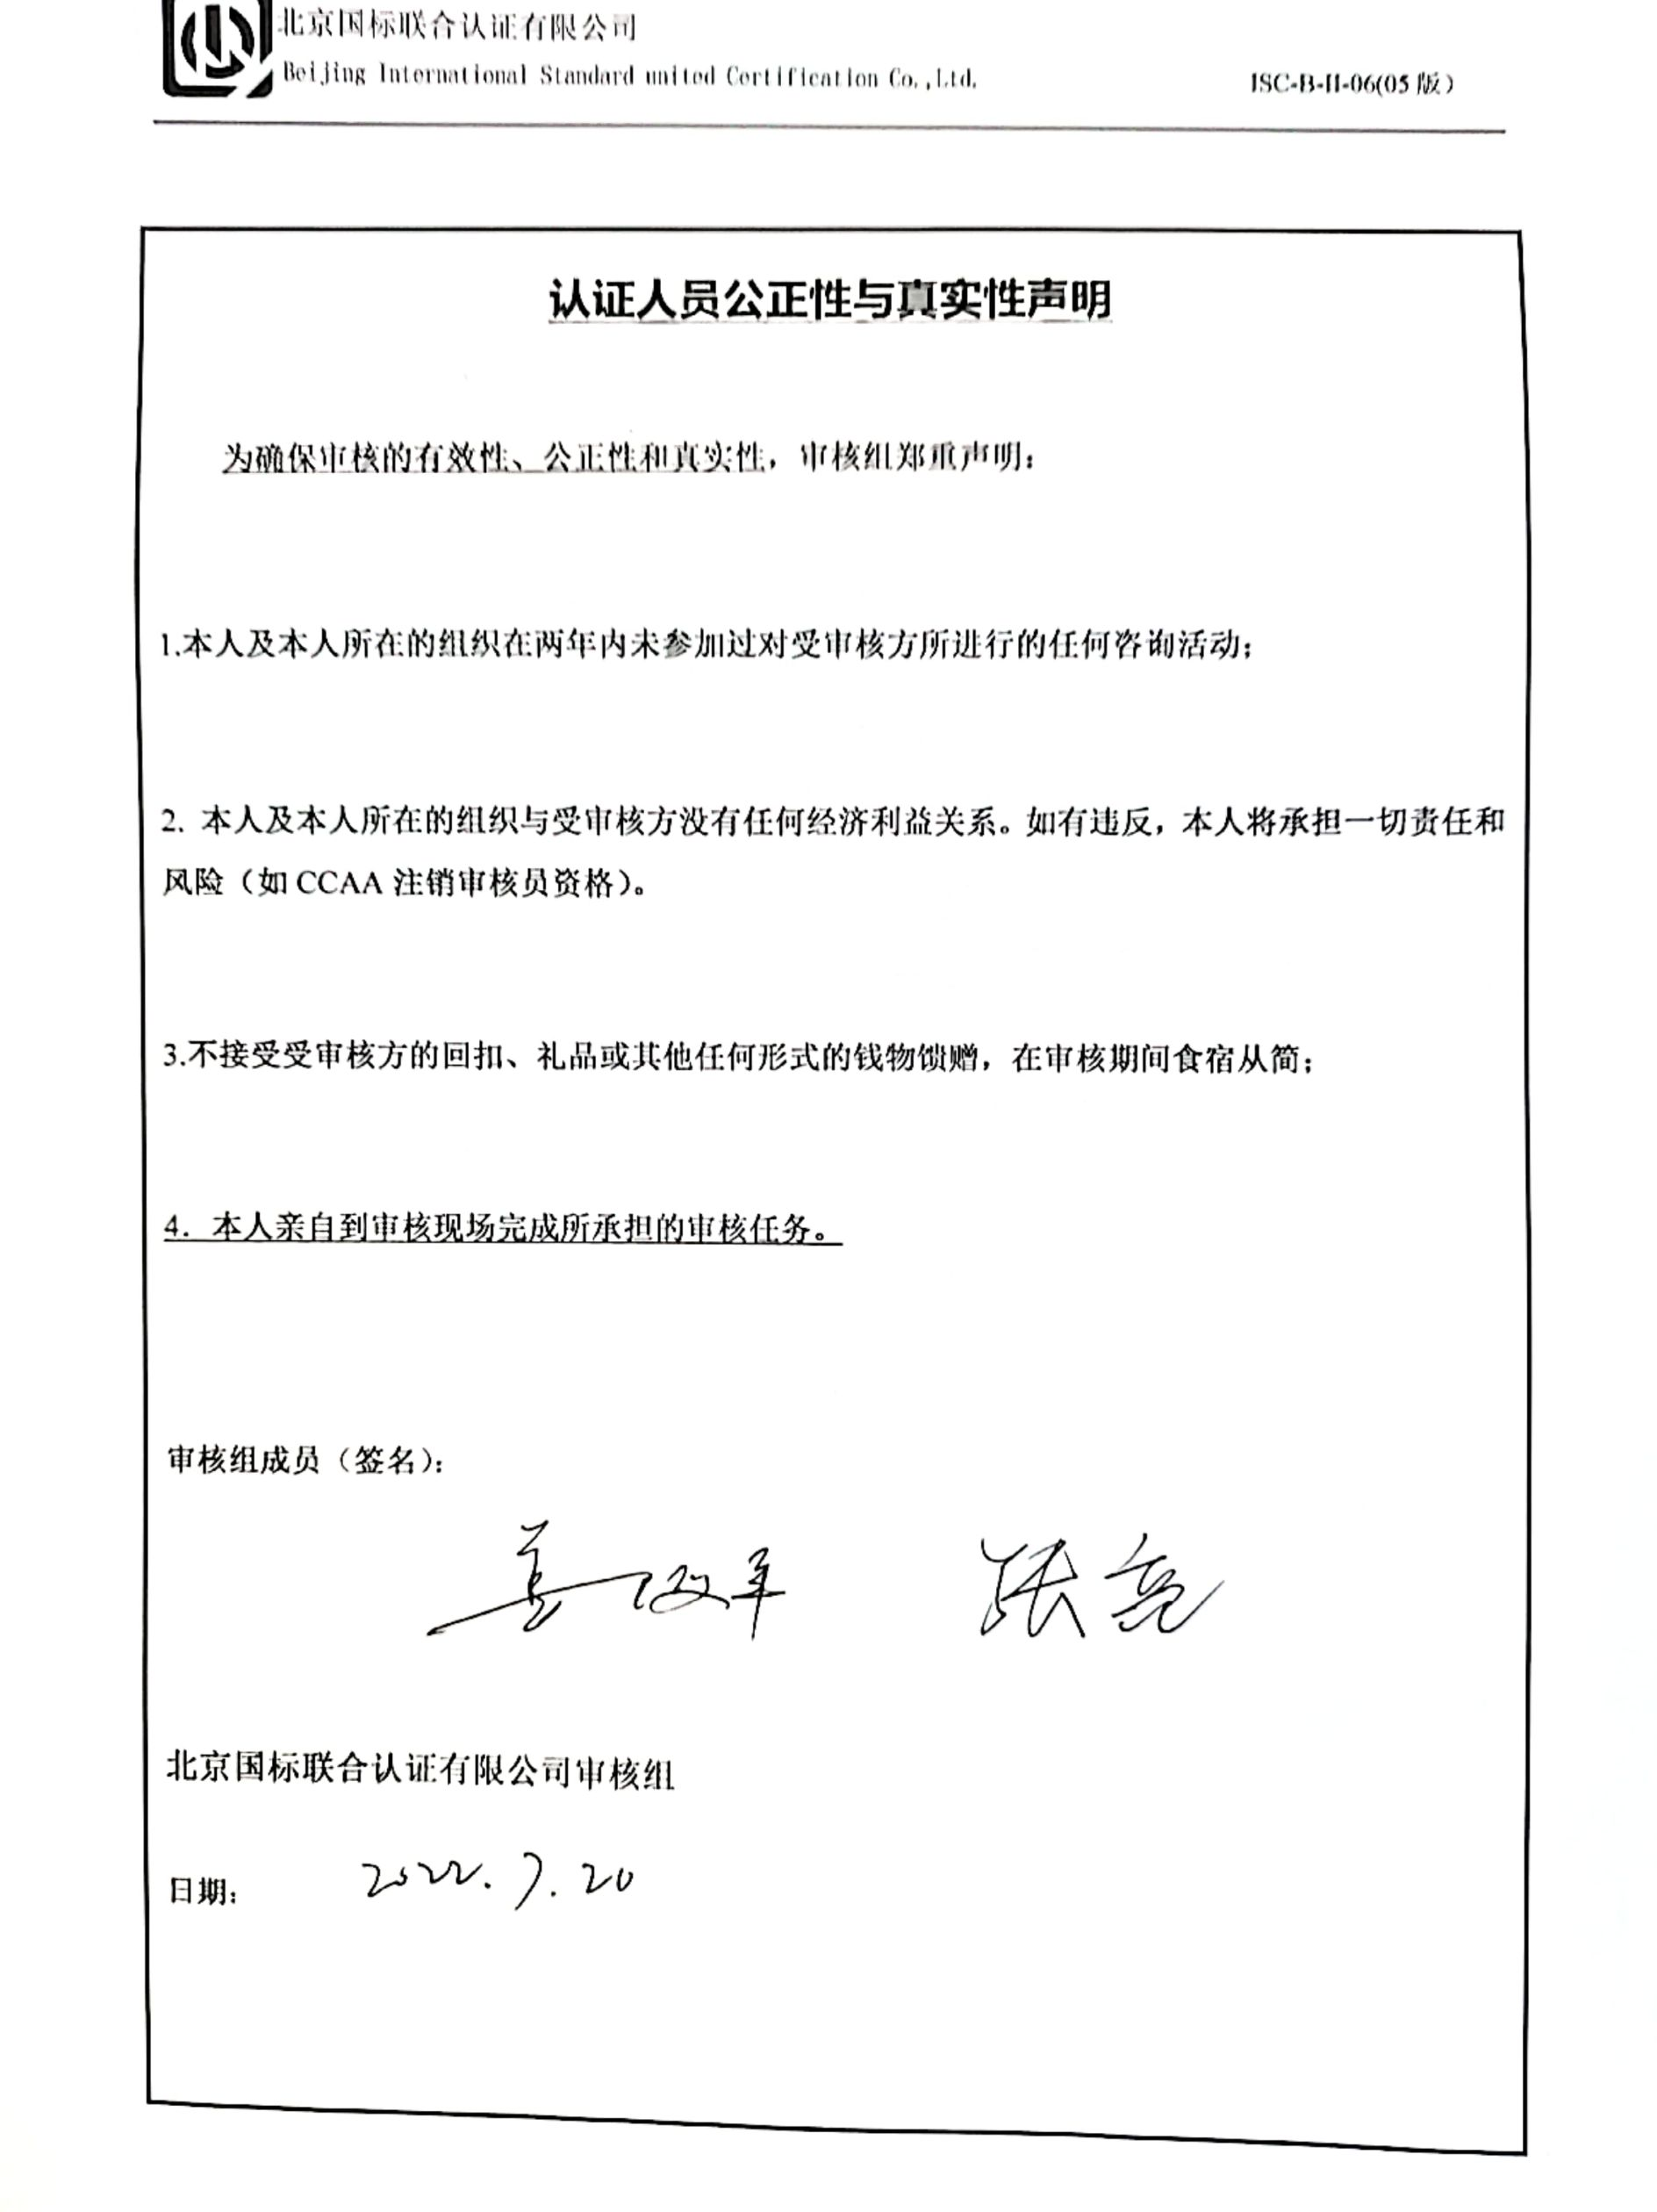 北京国标联合认证有限公司
Beijing International Standard united Certification Co.,Ltd.
ISC-B-II-06(05版)
认证人员公正性与真实性声明
为确保审核的有效性、公正性和真实性，审核组郑重声明：
1.本人及本人所在的组织在两年内未参加过对受审核方所进行的任何咨询活动；
2. 本人及本人所在的组织与受审核方没有任何经济利益关系。如有违反，本人将承担一切责任和
风险（如 CCAA 注销审核员资格）。
3.不接受受审核方的回扣、礼品或其他任何形式的钱物馈赠，在审核期间食宿从简；
4. 本人亲自到审核现场完成所承担的审核任务。
审核组成员（签名）：
张亮
北京国标联合认证有限公司审核组
日期： 2022.7.20